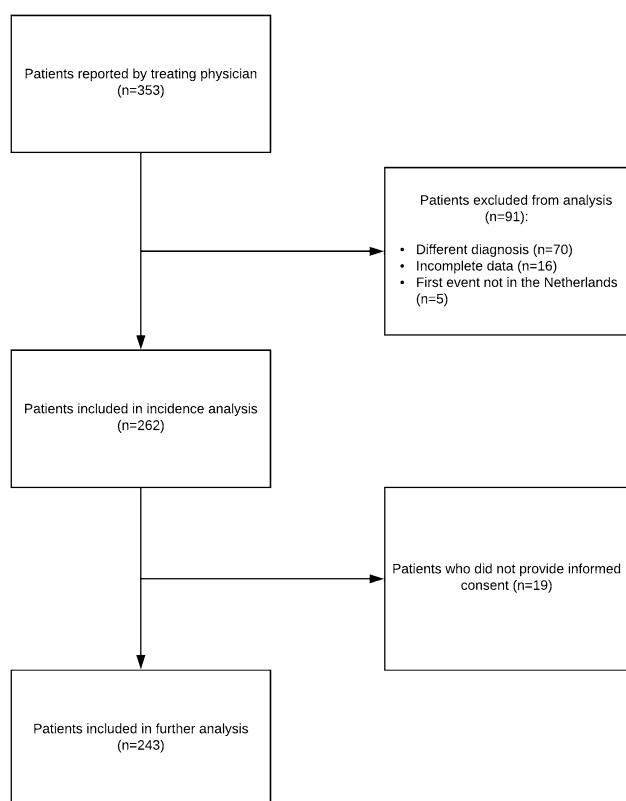 Patients reported by treating physician
(n=353)
Patients excluded from analysis
(n=91):
• Different diagnosis (n=70)
• Incomplete data (n=16)
• First event not in the Netherlands
(n=5)
Patients included in incidence analysis
(n=262)
Patients who did not provide informed
consent (n=19)
Patients included in further analysis
(n=243)